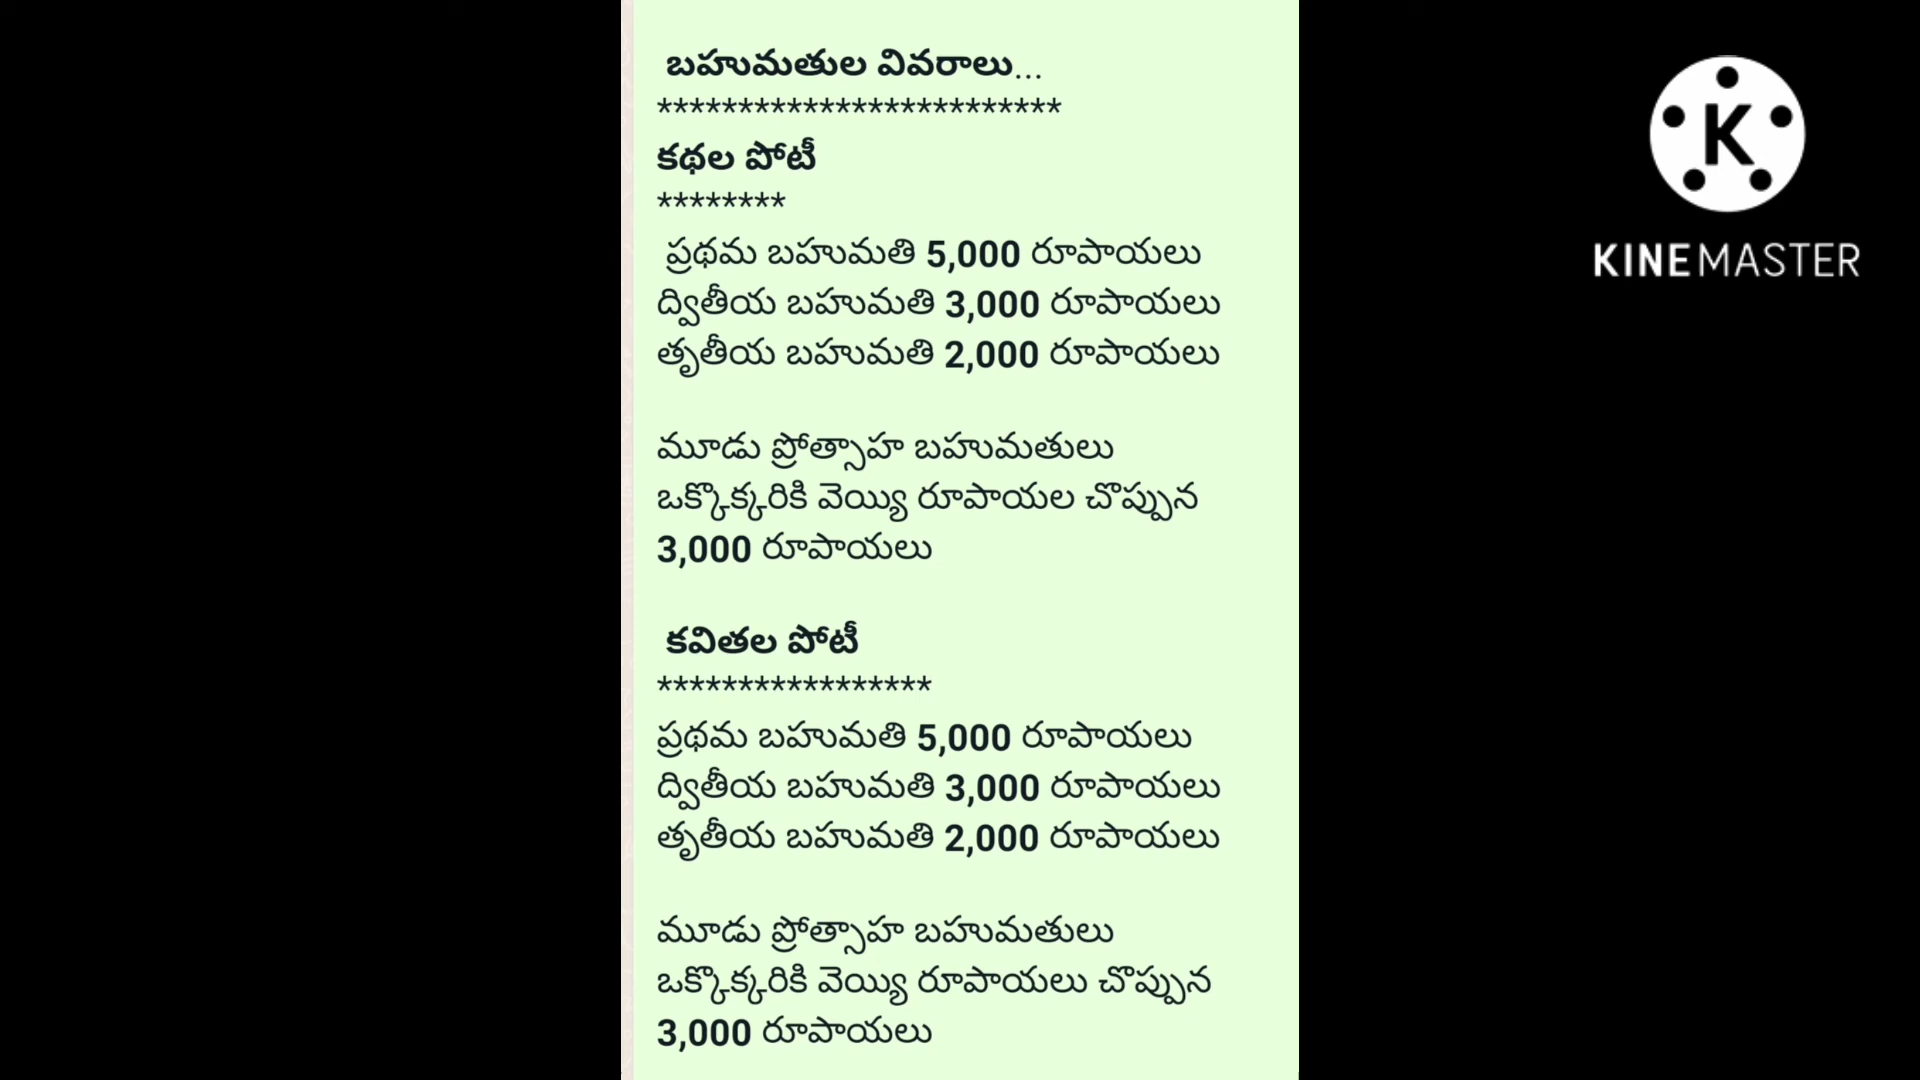 బహుమతుల వివరాలు...
*************************
కథల పోటీ
********
ప్రథమ బహుమతి 5,000 రూపాయలు
ద్వితీయ బహుమతి 3,000 రూపాయలు
తృతీయ బహుమతి 2,000 రూపాయలు
మూడు ప్రోత్సాహ బహుమతులు
ఒక్కొక్కరికి వెయ్యి రూపాయల చొప్పున
3,000 రూపాయలు
కవితల పోటీ
*****************
ప్రథమ బహుమతి 5,000 రూపాయలు
ద్వితీయ బహుమతి 3,000 రూపాయలు
తృతీయ బహుమతి 2,000 రూపాయలు
మూడు ప్రోత్సాహ బహుమతులు
ఒక్కొక్కరికి వెయ్యి రూపాయలు చొప్పున
3,000 రూపాయలు
K
KINEMASTER